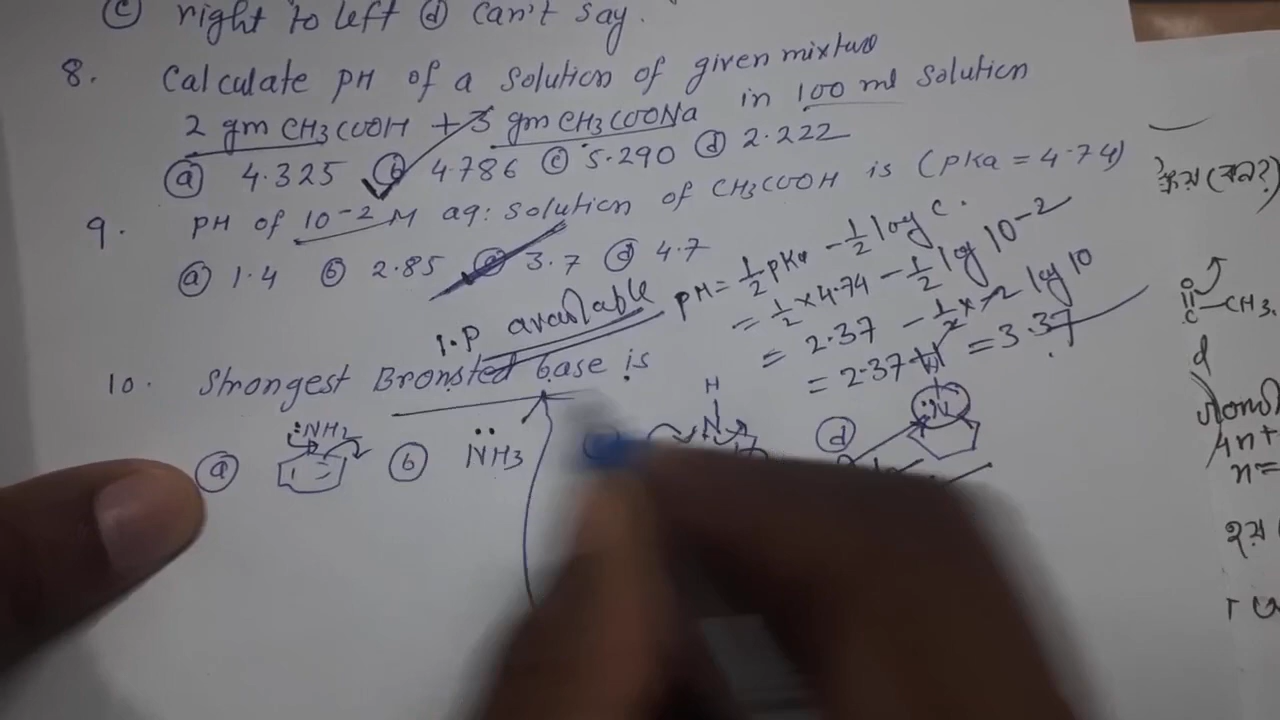 ⓒ right to left ⓓ can't say.
8. Calculate PH of a solution of given mixture
2 gm CH3COOH + 3 gm CH3COONa in 100 ml solution
ⓐ 4.325 ⓑ 4.786 ⓒ 5.290 ⓓ 2.222
9. PH of 10-2 M aq: solution of CH3COOH is (PKa = 4.74)
ⓐ 1.4 ⓑ 2.85 ⓒ 3.7 ⓓ 4.7
PH = 1/2 PKa - 1/2 log c.
= 1/2 × 4.74 - 1/2 log 10-2
= 2.37 - 1/2 × -2 log 10
= 2.37 + 1 = 3.37
l.p available
10. Strongest Bronsted base is
ⓐ :NH2 ⓑ NH3 H N ⓓ N
O
C - CH3.
4n +
n =